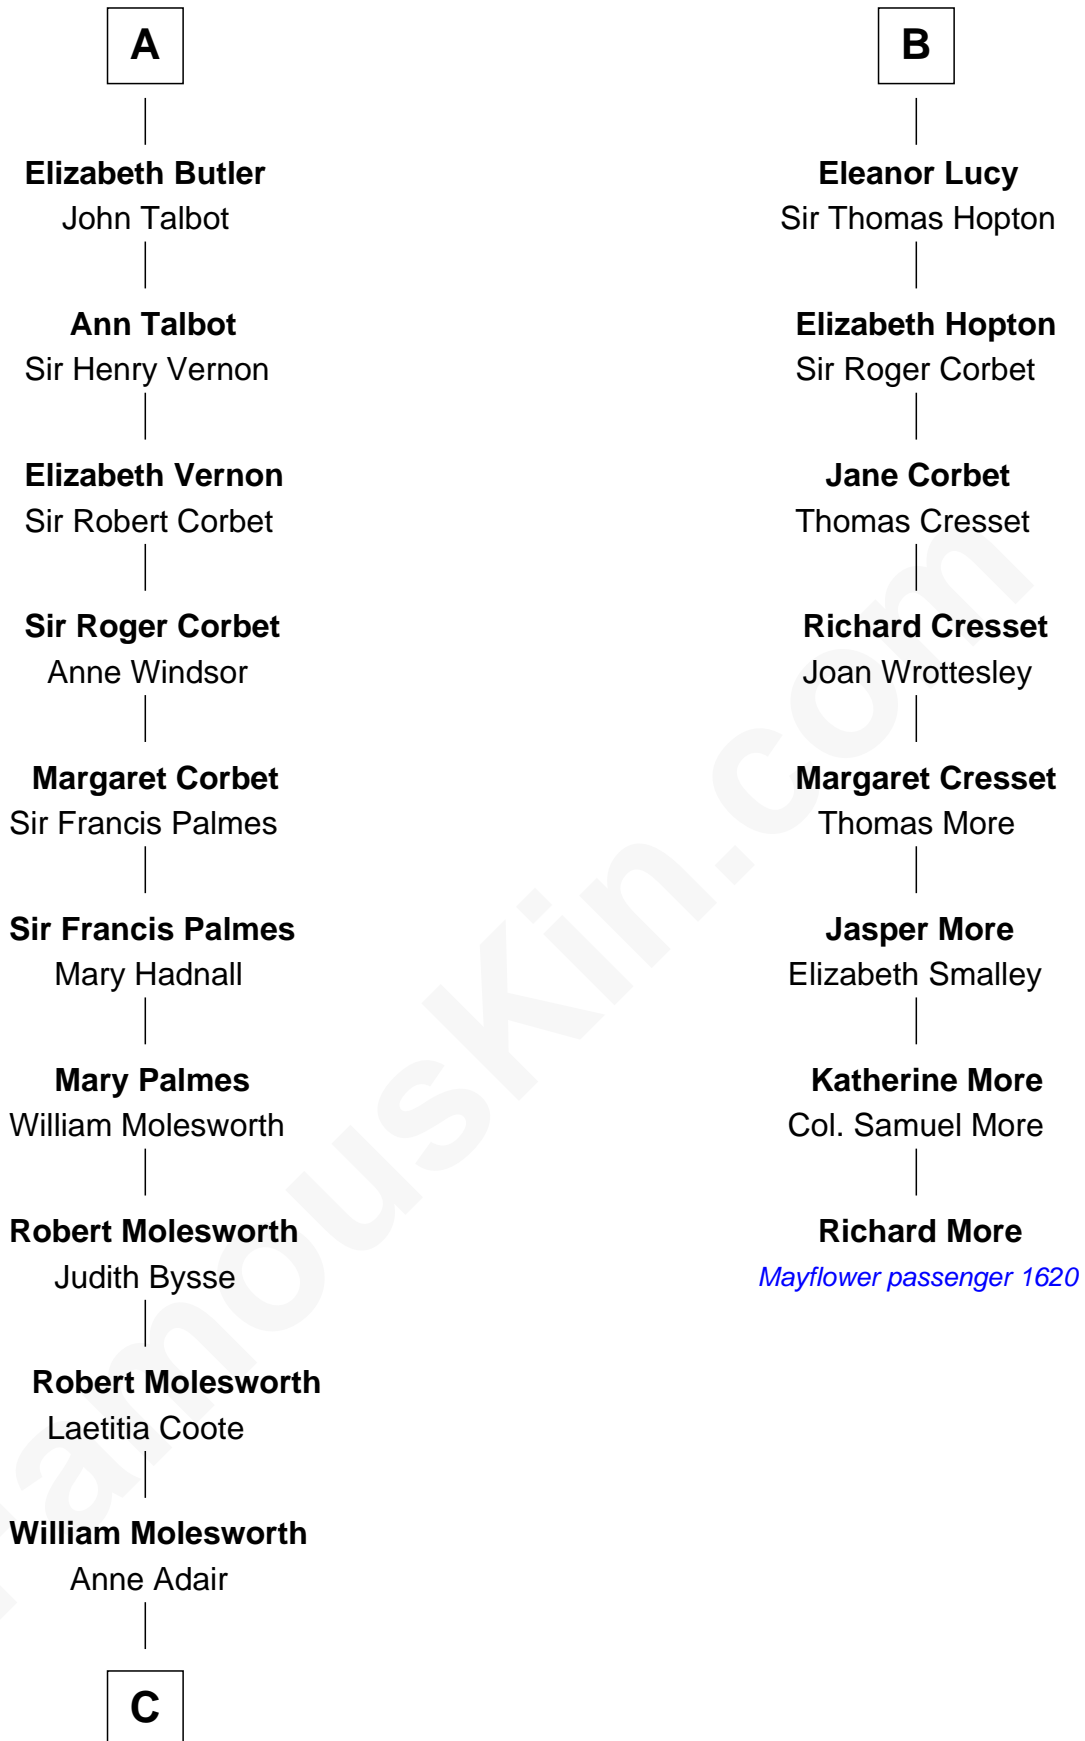 A
Elizabeth Butler
John Talbot
Ann Talbot
Sir Henry Vernon
Elizabeth Vernon
Sir Robert Corbet
Sir Roger Corbet
Anne Windsor
Margaret Corbet
Sir Francis Palmes
Sir Francis Palmes
Mary Hadnall
Mary Palmes
William Molesworth
Robert Molesworth
Judith Bysse
Robert Molesworth
Laetitia Coote
William Molesworth
Anne Adair
C
B
Eleanor Lucy
Sir Thomas Hopton
Elizabeth Hopton
Sir Roger Corbet
Jane Corbet
Thomas Cresset
Richard Cresset
Joan Wrottesley
Margaret Cresset
Thomas More
Jasper More
Elizabeth Smalley
Katherine More
Col. Samuel More
Richard More
Mayflower passenger 1620
FamousKin.com